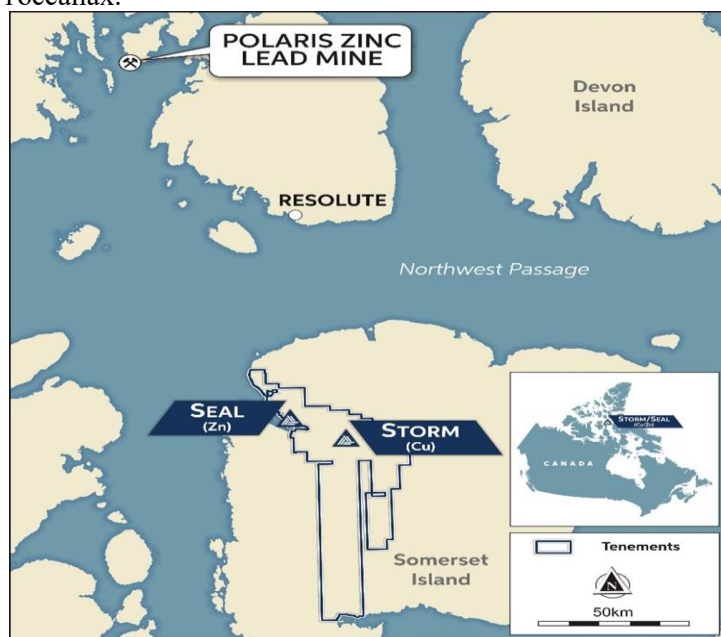 POLARIS ZINC
LEAD MINE
Devon
Island
RESOLUTE
Northwest Passage
SEAL
(Zn)
STORM
(Cu)
STORM/SEAL
(Cu/Zn)
CANADA
Somerset
Island
Tenements
N
50km